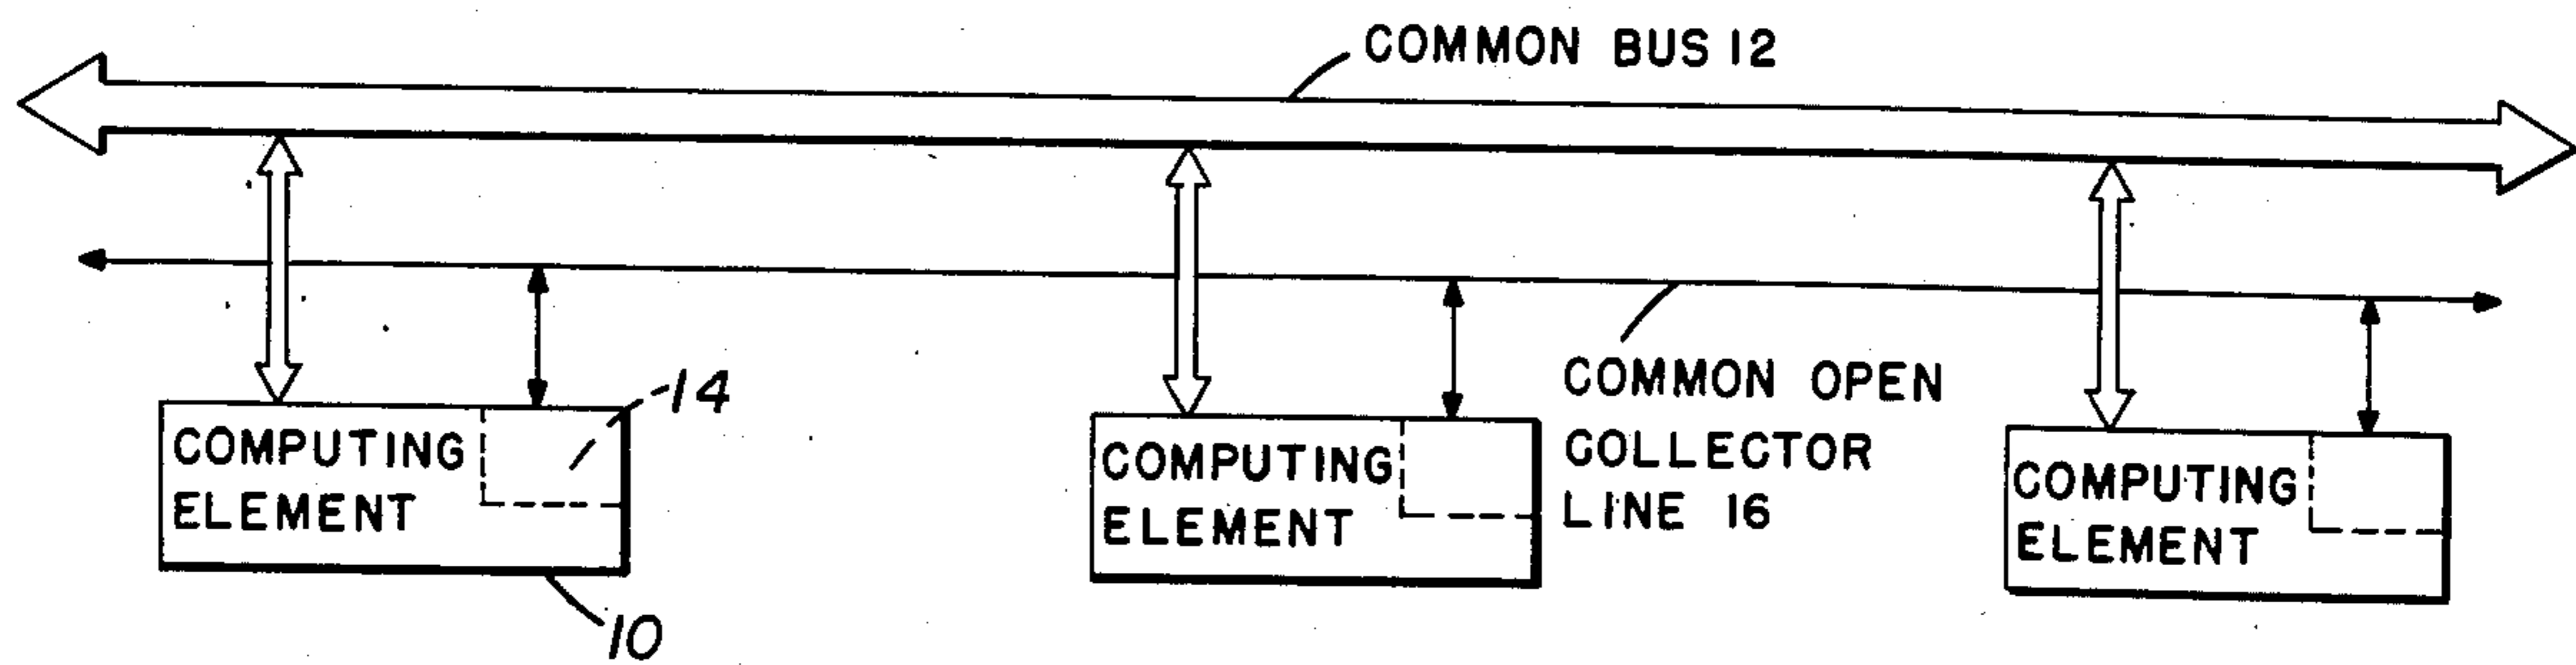 COMMON BUS 12
14
COMPUTING
ELEMENT
10
COMPUTING
ELEMENT
COMMON OPEN
COLLECTOR
LINE 16
COMPUTING
ELEMENT